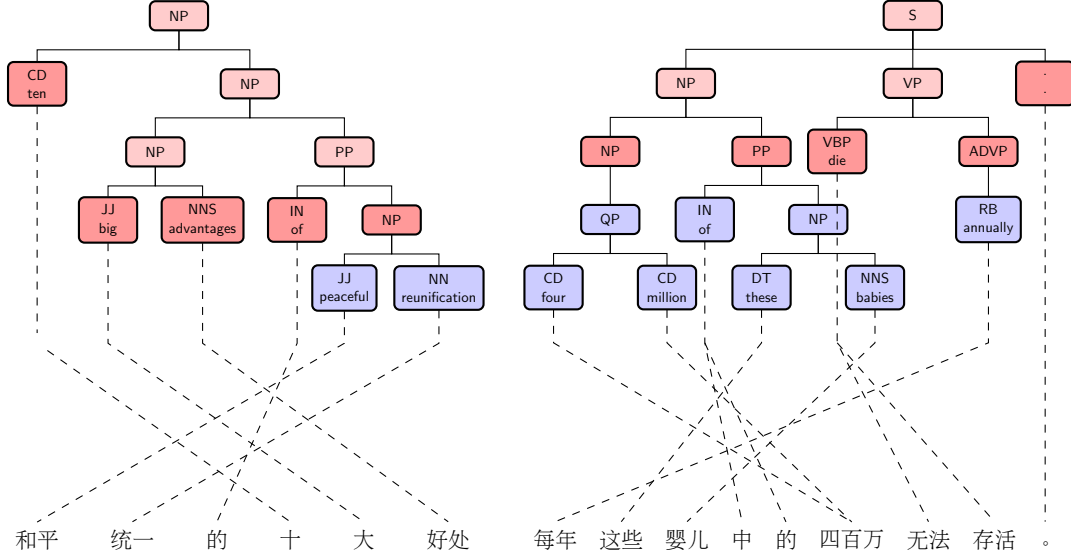 NP S
CD ten NP NP VP . .
NP PP NP PP VBP die ADVP
JJ big NNS advantages IN of NP QP IN of NP RB annually
JJ peaceful NN reunification CD four CD million DT these NNS babies
和平 统一 的 十 大 好处 每年 这些 婴儿 中 的 四百万 无法 存活 。